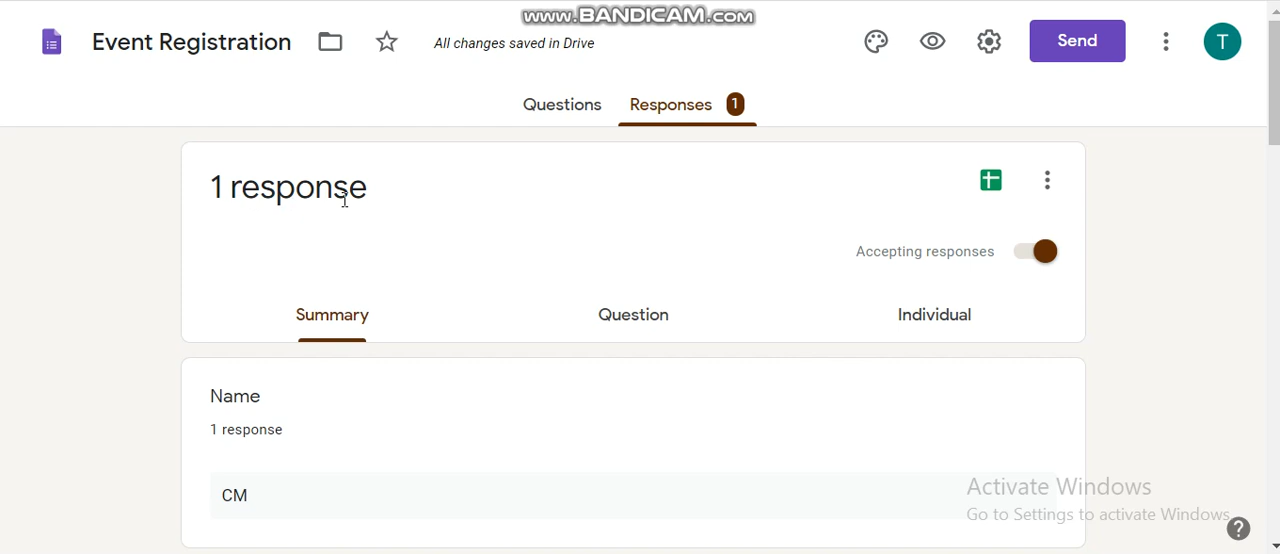 www.BANDICAM.com
Event Registration
All changes saved in Drive
Send
T
Questions
Responses 1
1 response
Accepting responses
Summary
Question
Individual
Name
1 response
CM
Activate Windows
Go to Settings to activate Windows.
?